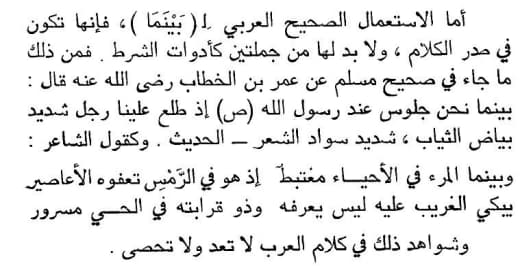 أما الاستعمال الصحيح العربي لـ ( بَيْنَمَا ) ، فإنها تكون
في صدر الكلام ، ولا بد لها من جملتين كأدوات الشرط . فمن ذلك
ما جاء في صحيح مسلم عن عمر بن الخطاب رضى الله عنه قال :
بينما نحن جلوس عند رسول الله (ص) إذ طلع علينا رجل شديد
بياض الثياب ، شديد سواد الشعر ــ الحديث . وكقول الشاعر :
وبينما المرء في الأحيـــاء مغتبطٌ إذ هو في الرَّمْسِ تعفوه الأعاصير
يبكي الغريب عليه ليس يعرفه وذو قرابته في الحــي مسرور
وشواهد ذلك في كلام العرب لا تعد ولا تحصى .